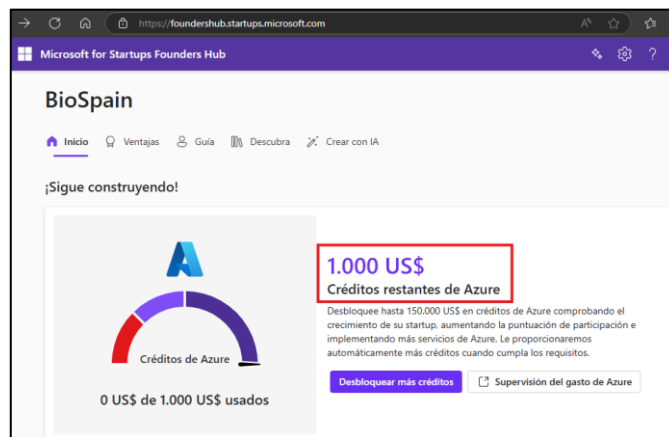 https://foundershub.startups.microsoft.com
Microsoft for Startups Founders Hub
BioSpain
Inicio Ventajas Guía Descubra Crear con IA
¡Sigue construyendo!
Créditos de Azure
0 US$ de 1.000 US$ usados
1.000 US$
Créditos restantes de Azure
Desbloquee hasta 150.000 US$ en créditos de Azure comprobando el
crecimiento de su startup, aumentando la puntuación de participación e
implementando más servicios de Azure. Le proporcionaremos
automáticamente más créditos cuando cumpla los requisitos.
Desbloquear más créditos
Supervisión del gasto de Azure